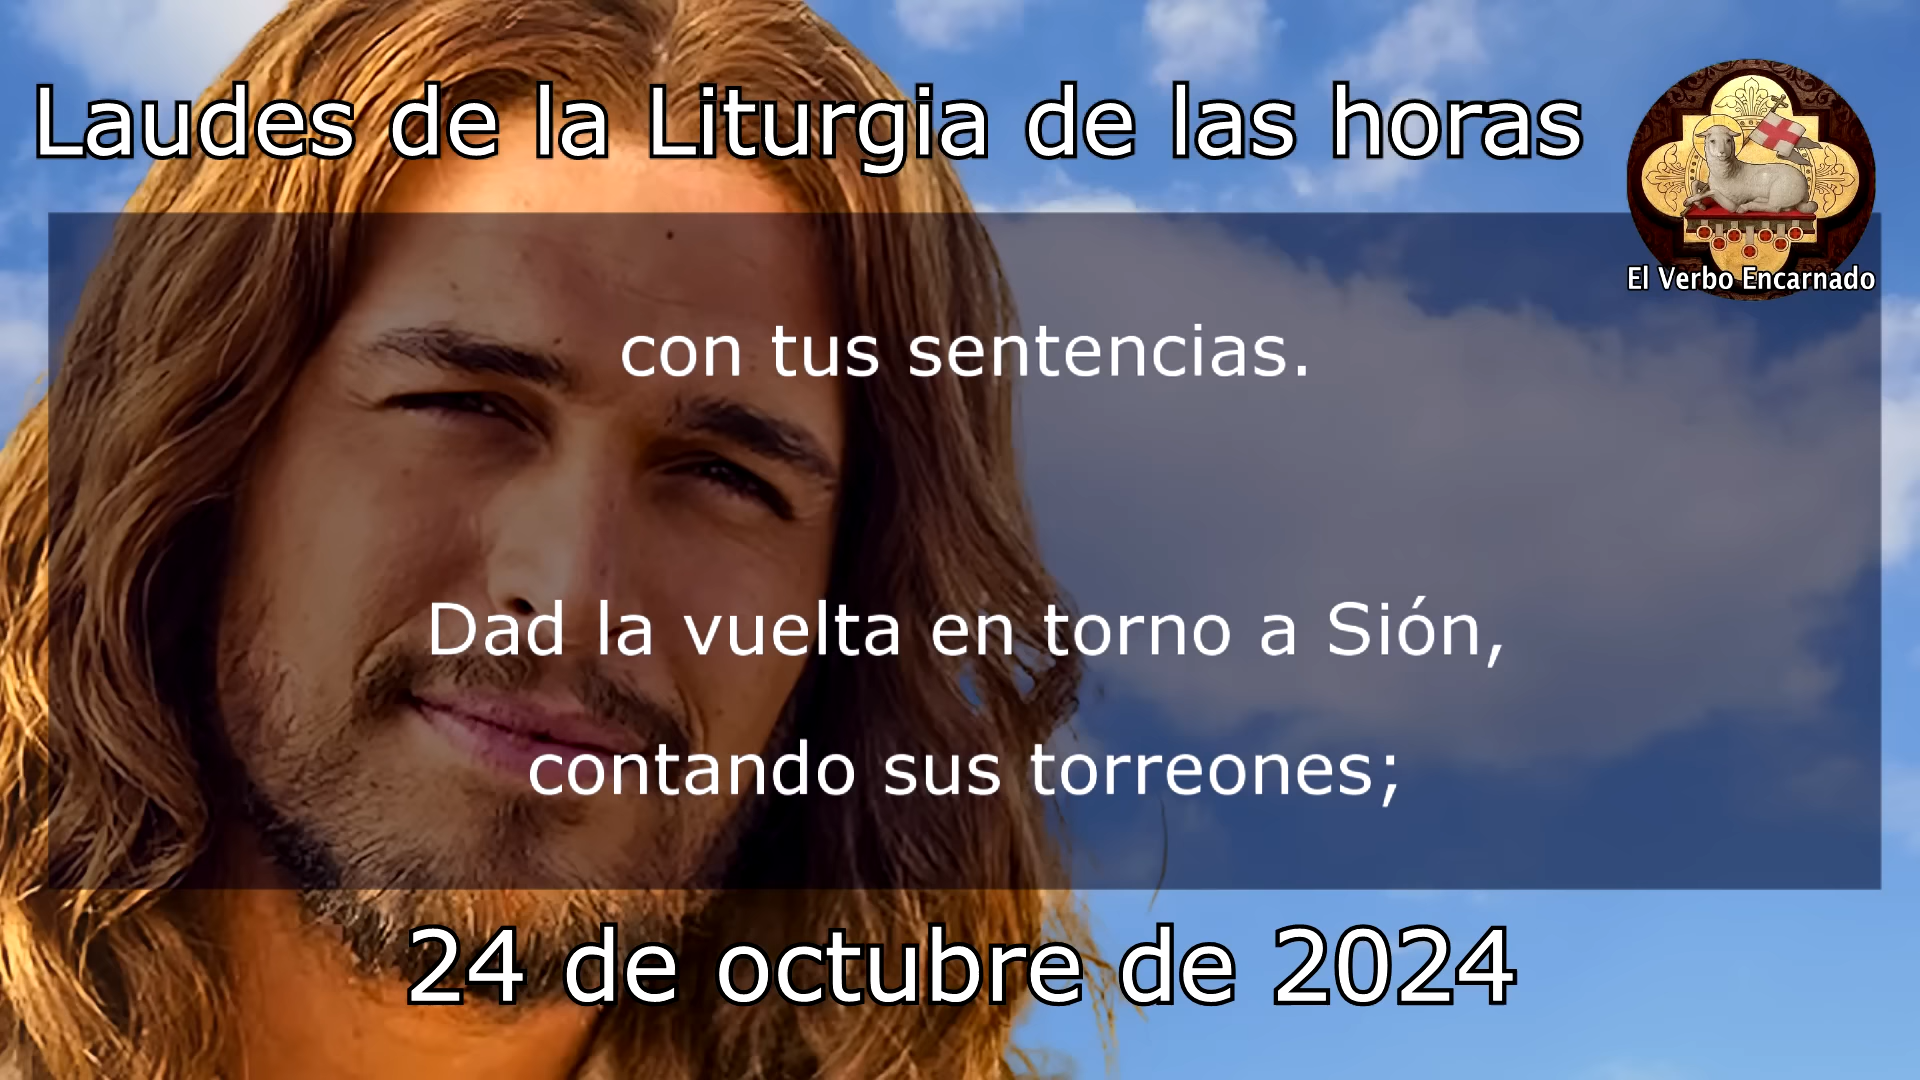 Laudes de la Liturgia de las horas
El Verbo Encarnado
con tus sentencias.
Dad la vuelta en torno a Sión,
contando sus torreones;
24 de octubre de 2024